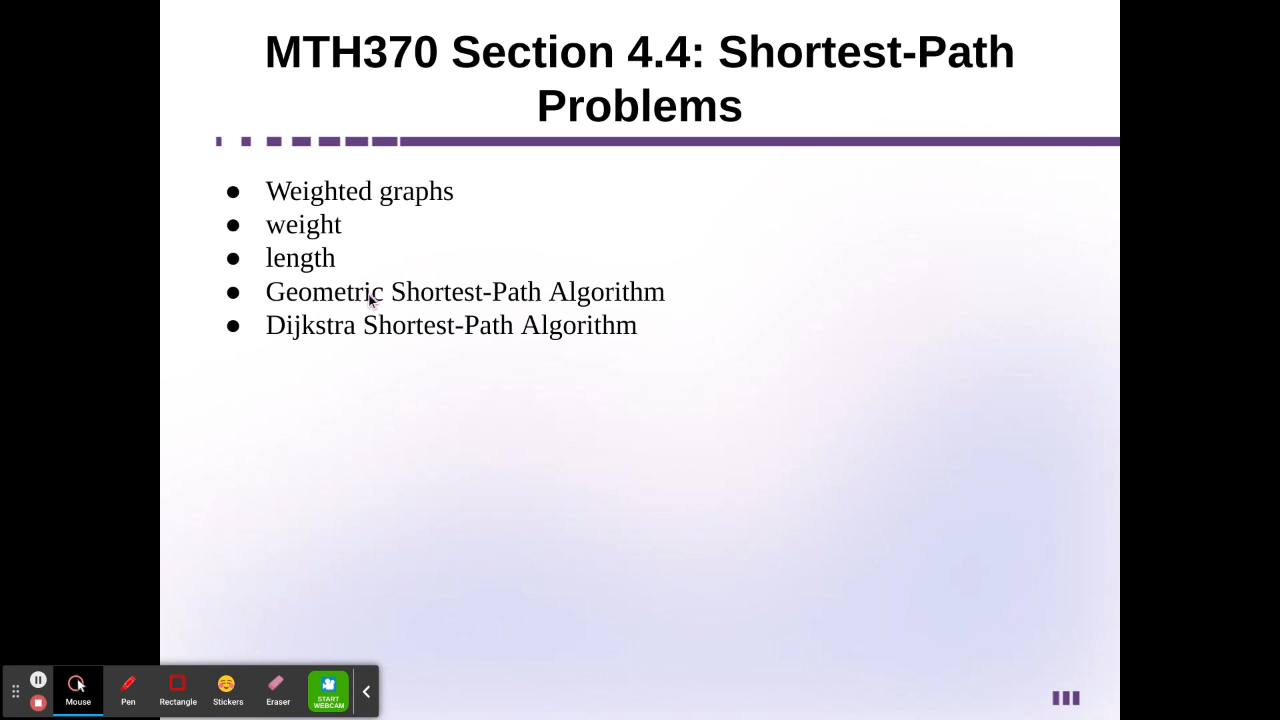 MTH370 Section 4.4: Shortest-Path
Problems
● Weighted graphs
● weight
● length
● Geometric Shortest-Path Algorithm
● Dijkstra Shortest-Path Algorithm
Mouse
Pen
Rectangle
Stickers
Eraser
START
WEBCAM